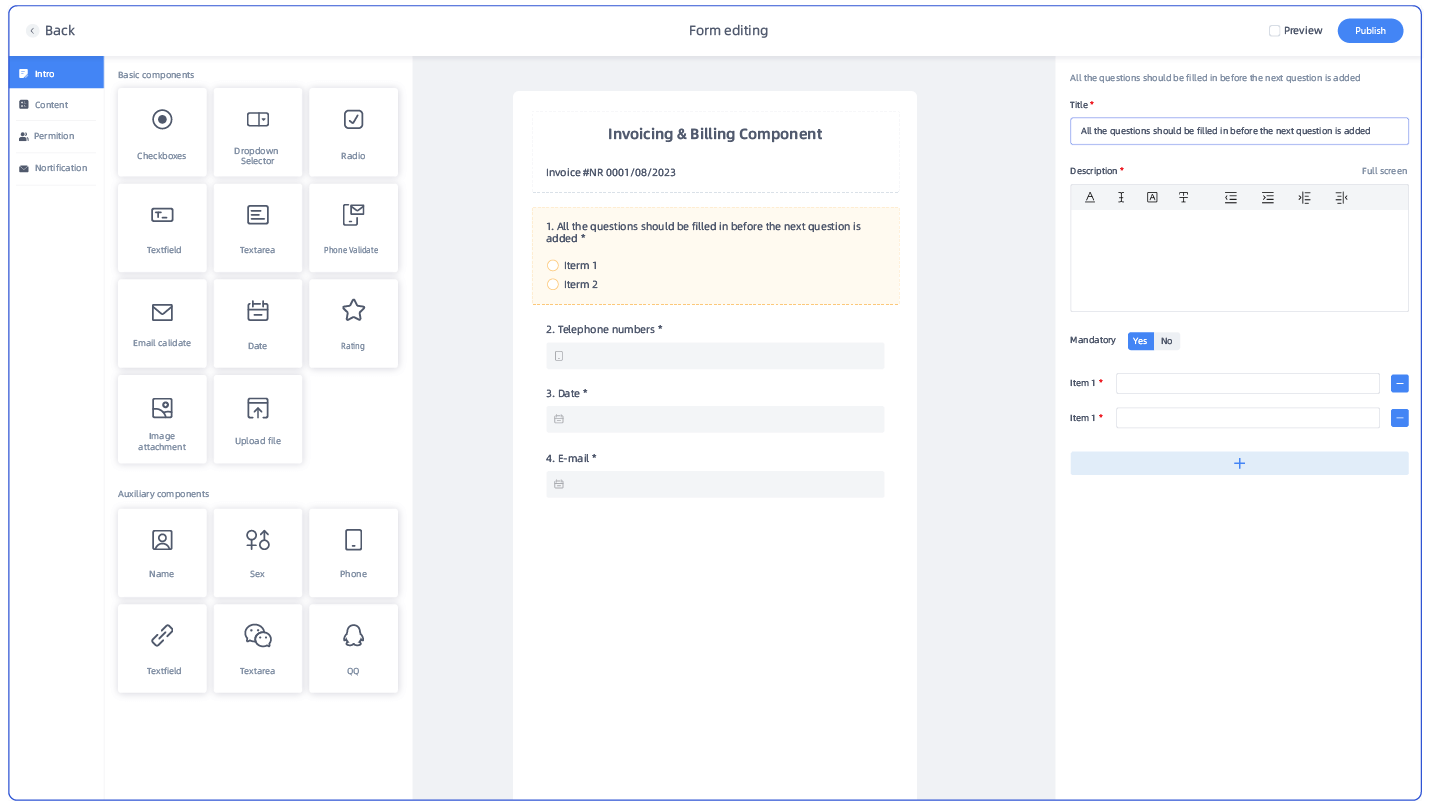 Back
Form editing
Preview
Publish
Intro
Content
Permition
Nortification
Basic components
Checkboxes
Dropdown
Selector
Radio
Textfield
Textarea
Phone Validate
Email calidate
Date
Rating
Image
attachment
Upload file
Auxiliary components
Name
Sex
Phone
Textfield
Textarea
QQ
Invoicing & Billing Component
Invoice #NR 0001/08/2023
1. All the questions should be filled in before the next question is
added *
Iterm 1
Iterm 2
2. Telephone numbers *
3. Date *
4. E-mail *
All the questions should be filled in before the next question is added
Title *
All the questions should be filled in before the next question is added
Description *
Full screen
Mandatory
Yes
No
Item 1 *
Item 1 *